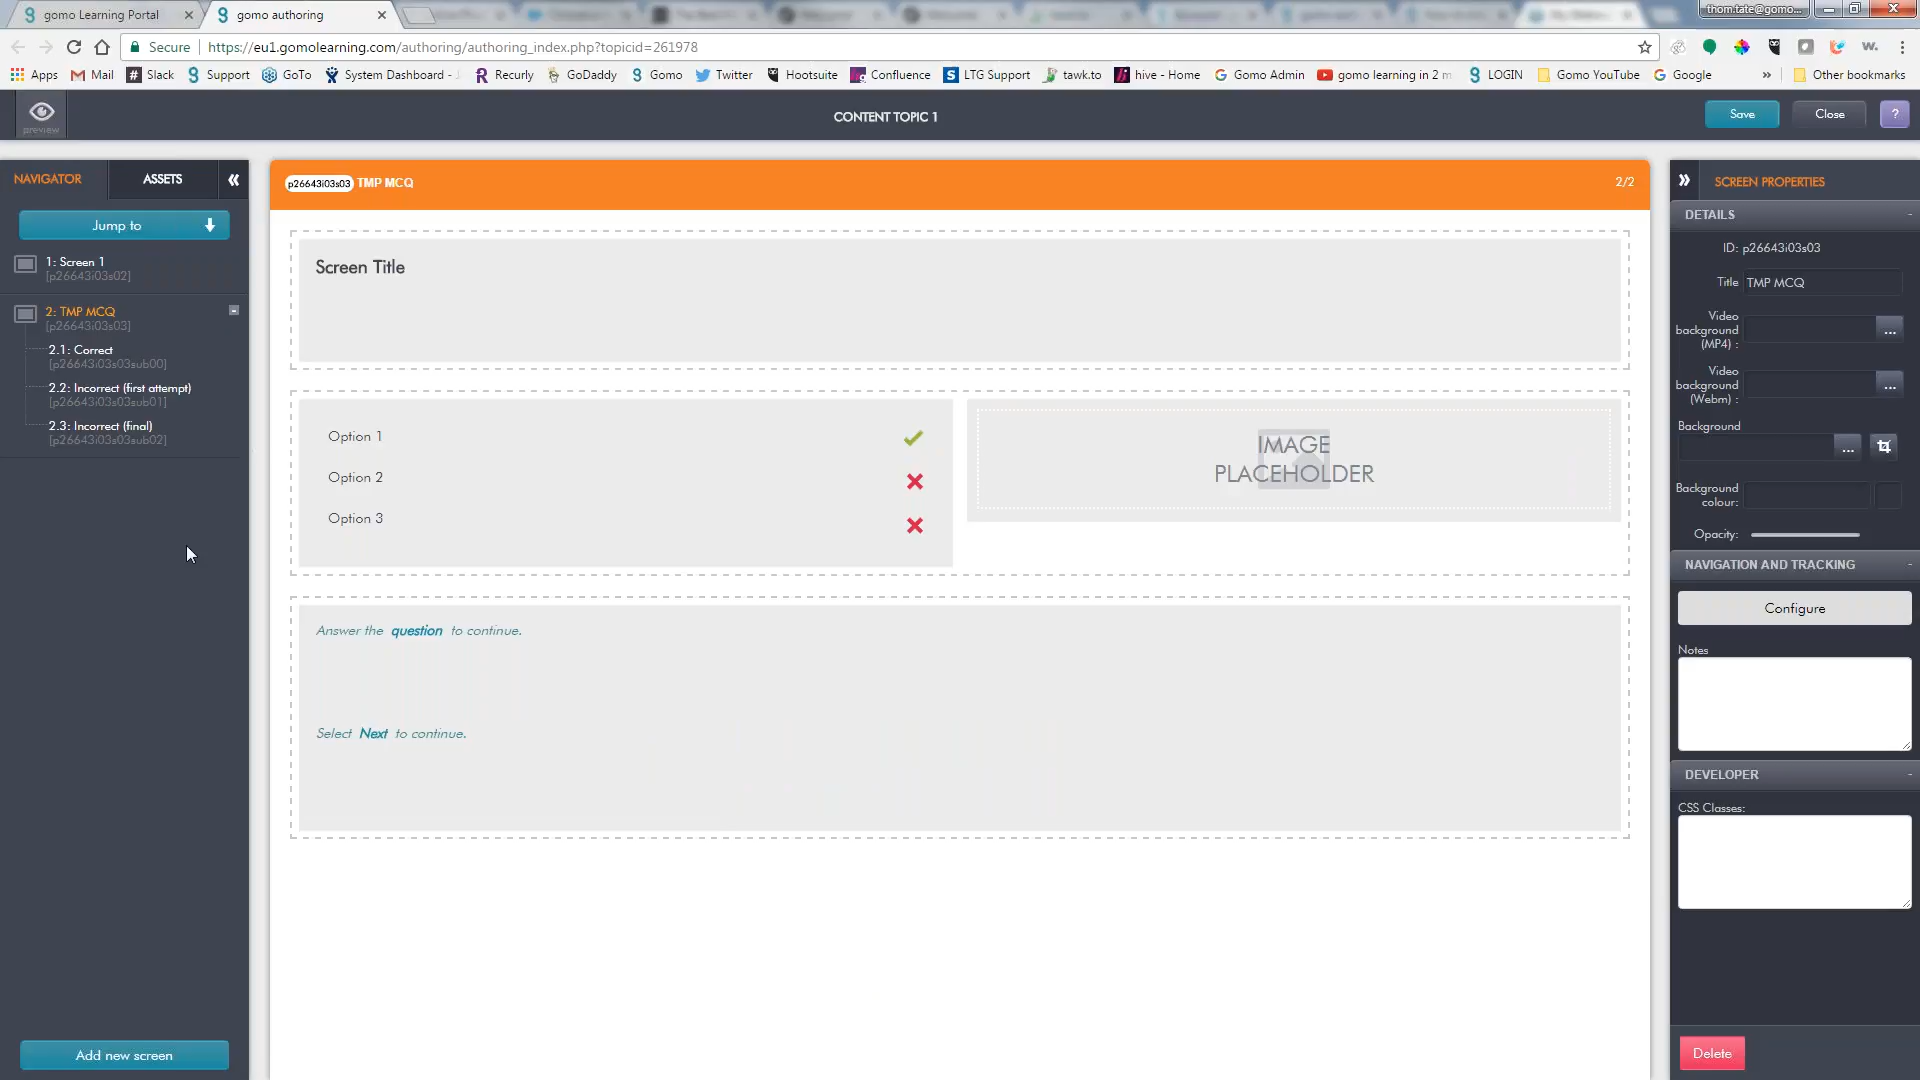 gomo Learning Portal
gomo authoring
thom.tate@gomo...
Secure
https://eu1.gomolearning.com/authoring/authoring_index.php?topicid=261978
Apps
Mail
Slack
Support
GoTo
System Dashboard -
Recurly
GoDaddy
Gomo
Twitter
Hootsuite
Confluence
LTG Support
tawk.to
hive - Home
Gomo Admin
gomo learning in 2 m
LOGIN
Gomo YouTube
Google
»
Other bookmarks
preview
CONTENT TOPIC 1
Save
Close
?
NAVIGATOR
ASSETS
«
Jump to
1: Screen 1
[p26643i03s02]
2: TMP MCQ
[p26643i03s03]
2.1: Correct
[p26643i03s03sub00]
2.2: Incorrect (first attempt)
[p26643i03s03sub01]
2.3: Incorrect (final)
[p26643i03s03sub02]
Add new screen
p26643i03s03 TMP MCQ
2/2
Screen Title
Option 1
Option 2
Option 3
IMAGE
PLACEHOLDER
Answer the question to continue.
Select Next to continue.
»
SCREEN PROPERTIES
DETAILS
-
ID: p26643i03s03
Title TMP MCQ
Video
background
(MP4) :
...
Video
background
(Webm) :
...
Background
...
Background
colour:
Opacity:
NAVIGATION AND TRACKING
-
Configure
Notes
DEVELOPER
-
CSS Classes:
Delete